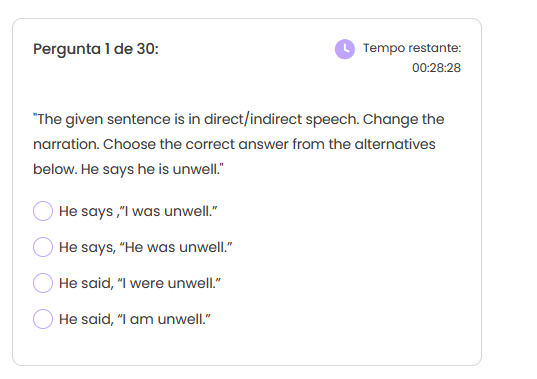 Pergunta 1 de 30:
Tempo restante:
00:28:28
"The given sentence is in direct/indirect speech. Change the
narration. Choose the correct answer from the alternatives
below. He says he is unwell."
He says ,“I was unwell.”
He says, “He was unwell.”
He said, “I were unwell.”
He said, “I am unwell.”